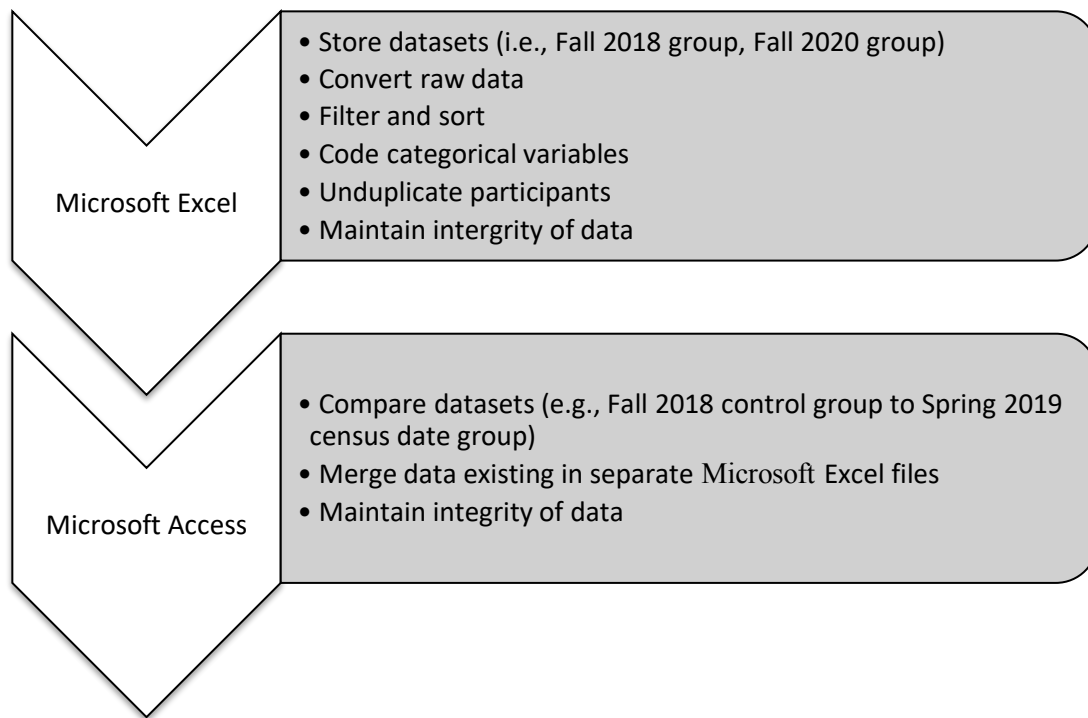 Microsoft Excel
• Store datasets (i.e., Fall 2018 group, Fall 2020 group)
• Convert raw data
• Filter and sort
• Code categorical variables
• Unduplicate participants
• Maintain intergrity of data
Microsoft Access
• Compare datasets (e.g., Fall 2018 control group to Spring 2019
census date group)
• Merge data existing in separate Microsoft Excel files
• Maintain integrity of data